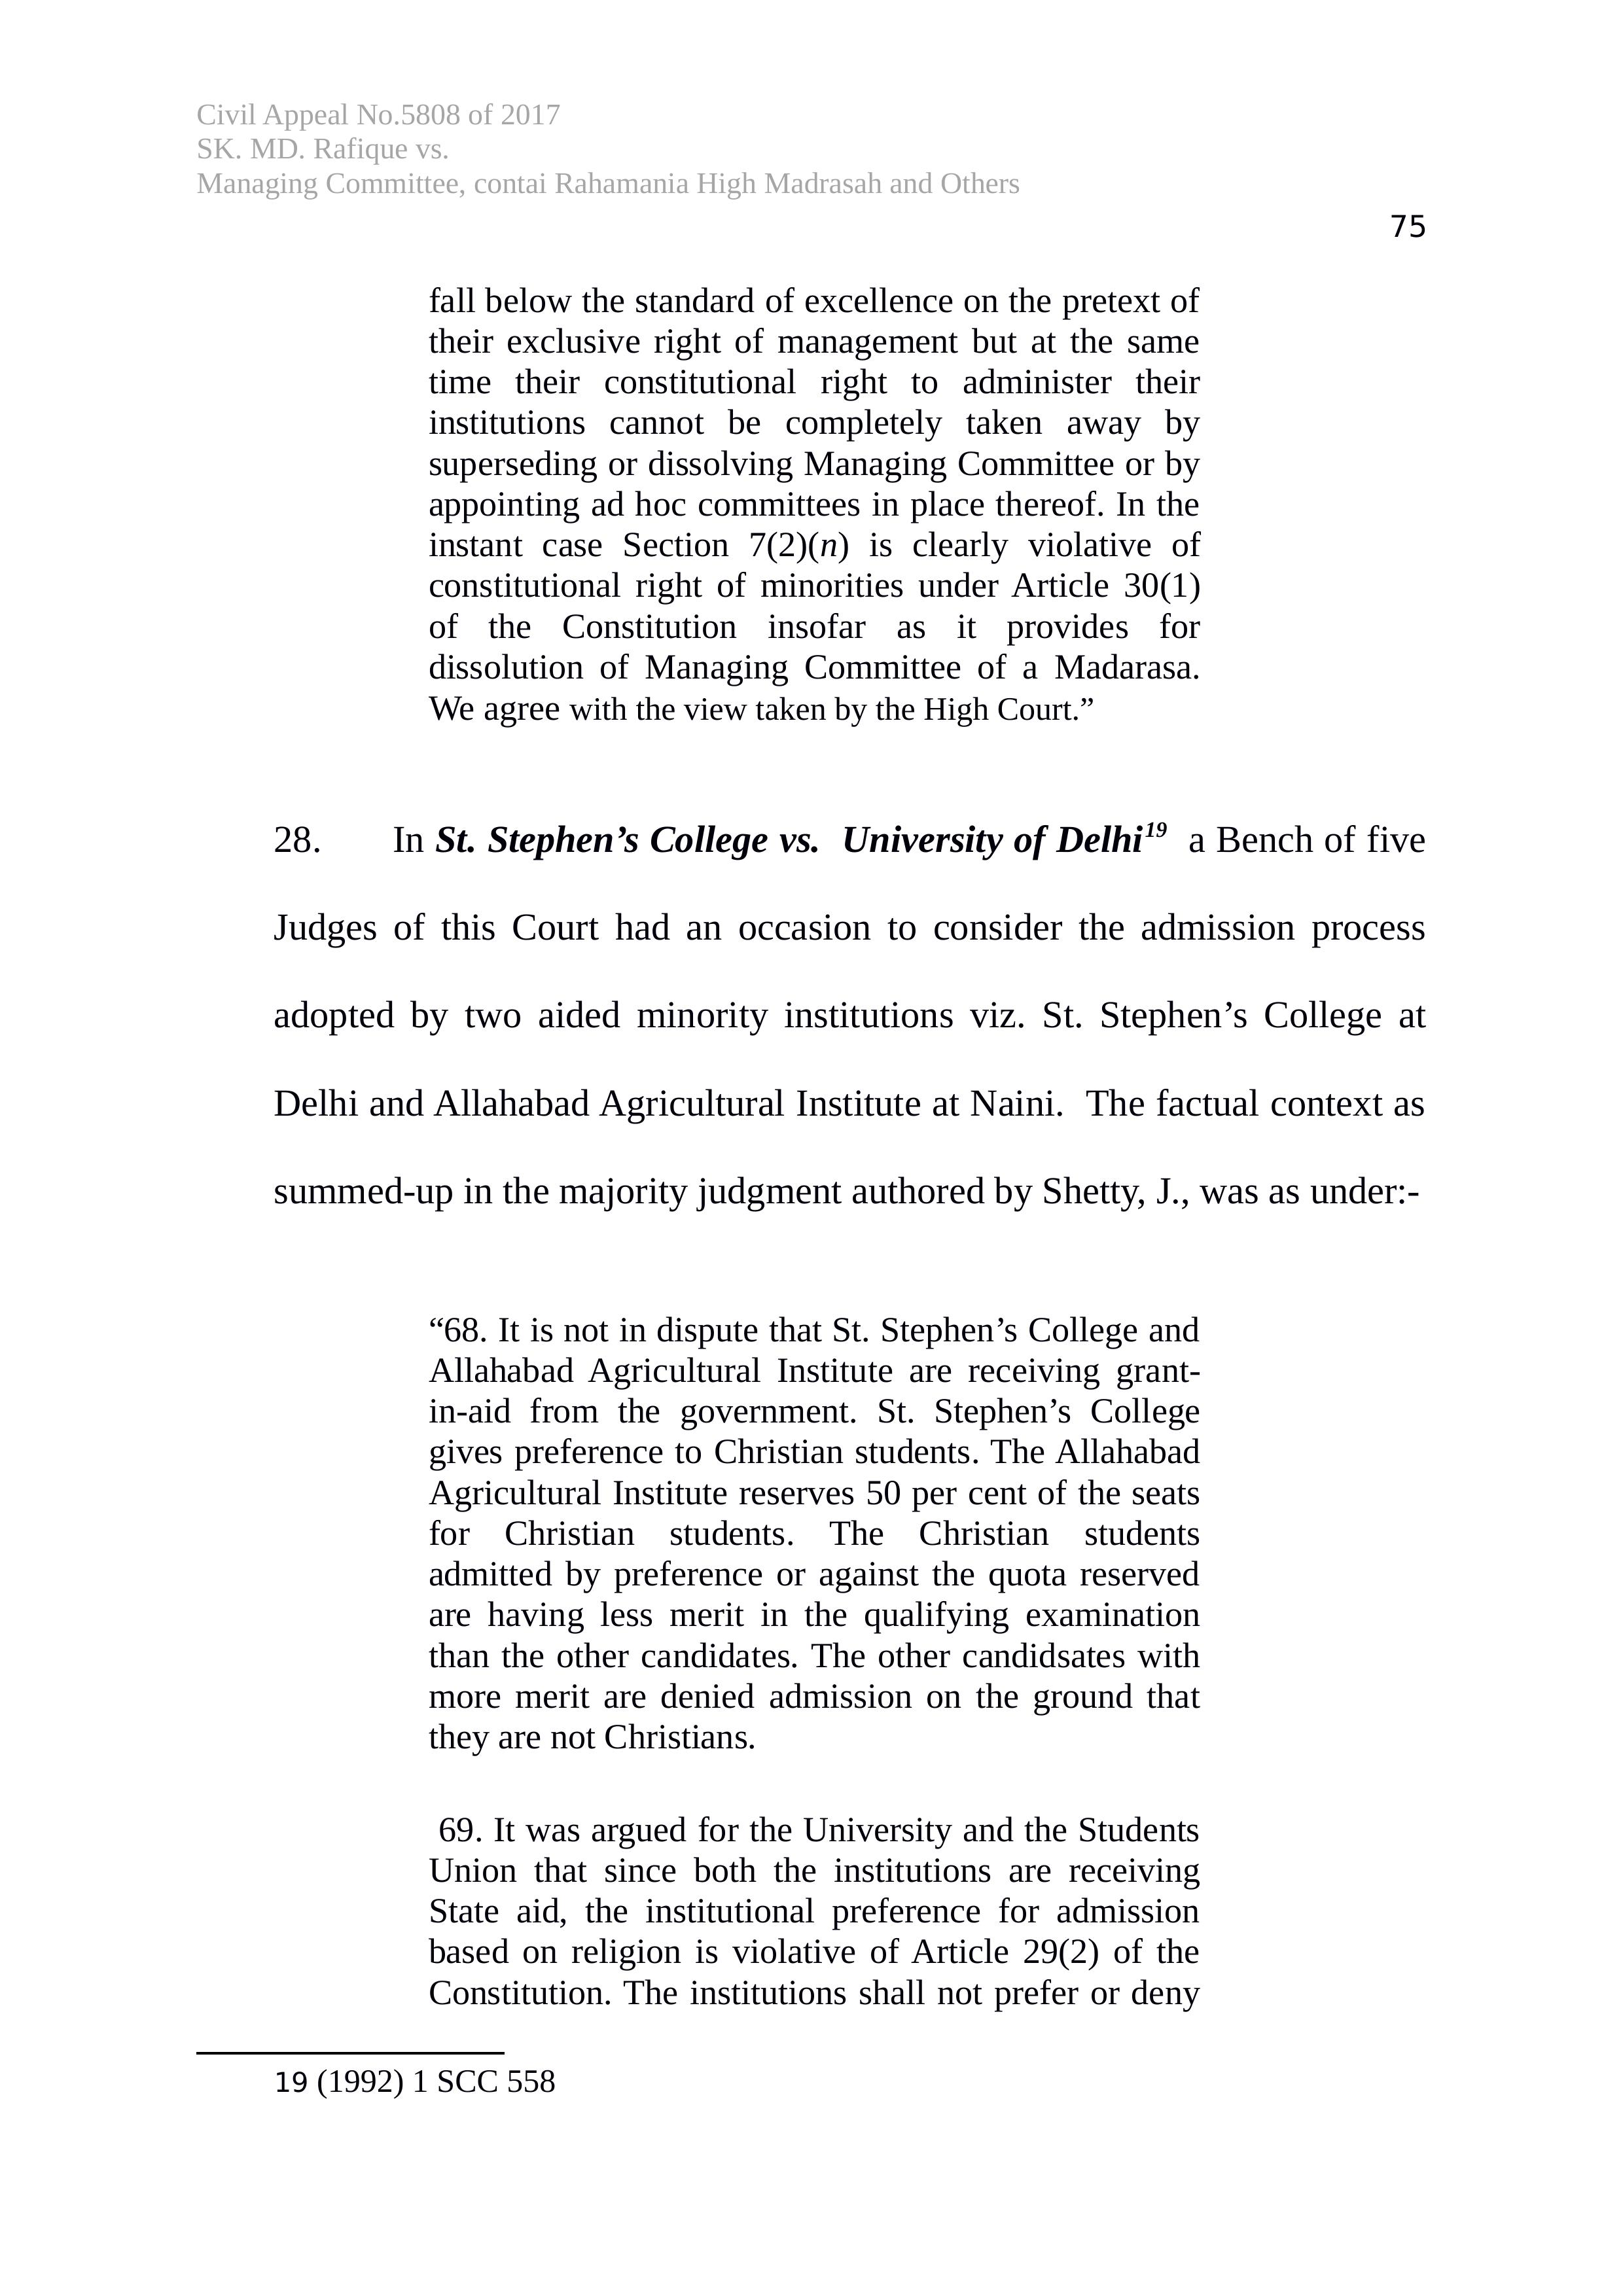 Civil Appeal No.5808 of 2017
SK. MD. Rafique vs.
Managing Committee, contai Rahamania High Madrasah and Others
75
fall below the standard of excellence on the pretext of
their exclusive right of management but at the same
time their constitutional right to administer their
institutions cannot be completely taken away by
superseding or dissolving Managing Committee or by
appointing ad hoc committees in place thereof. In the
instant case Section 7(2)(n) is clearly violative of
constitutional right of minorities under Article 30(1)
of the Constitution insofar as it provides for
dissolution of Managing Committee of a Madarasa.
We agree with the view taken by the High Court.”
28. In St. Stephen’s College vs. University of Delhi19 a Bench of five
Judges of this Court had an occasion to consider the admission process
adopted by two aided minority institutions viz. St. Stephen’s College at
Delhi and Allahabad Agricultural Institute at Naini. The factual context as
summed-up in the majority judgment authored by Shetty, J., was as under:-
“68. It is not in dispute that St. Stephen’s College and
Allahabad Agricultural Institute are receiving grant-
in-aid from the government. St. Stephen’s College
gives preference to Christian students. The Allahabad
Agricultural Institute reserves 50 per cent of the seats
for Christian students. The Christian students
admitted by preference or against the quota reserved
are having less merit in the qualifying examination
than the other candidates. The other candidsates with
more merit are denied admission on the ground that
they are not Christians.
69. It was argued for the University and the Students
Union that since both the institutions are receiving
State aid, the institutional preference for admission
based on religion is violative of Article 29(2) of the
Constitution. The institutions shall not prefer or deny
19 (1992) 1 SCC 558